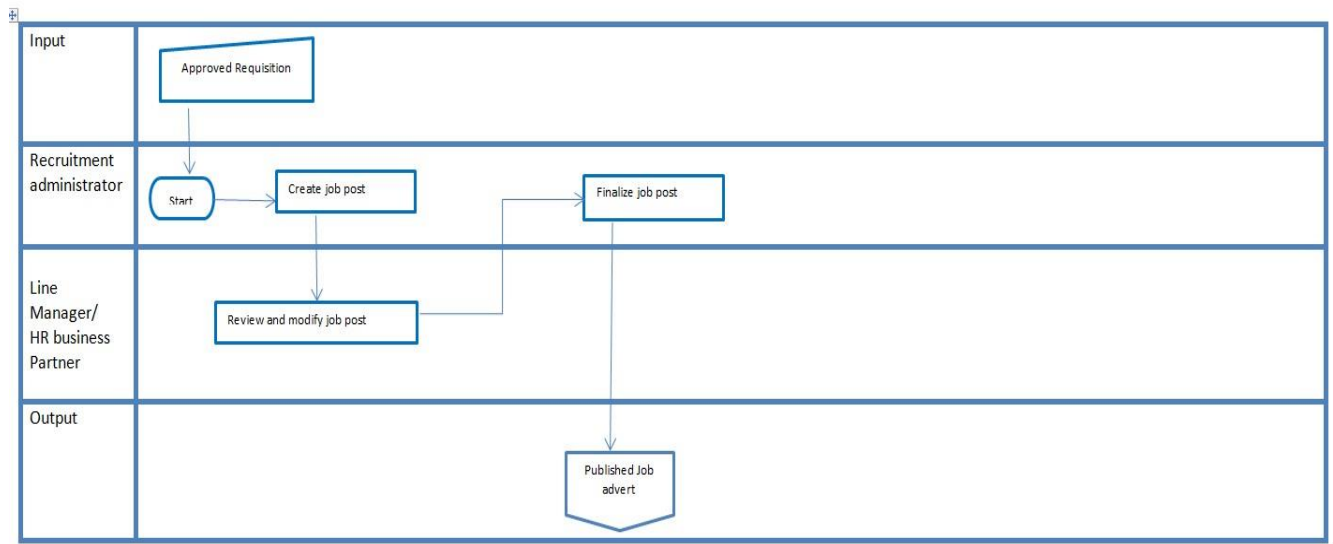 Input
Approved Requisition
Recruitment
administrator
Start
Create job post
Finalize job post
Line
Manager/
HR business
Partner
Review and modify job post
Output
Published Job
advert